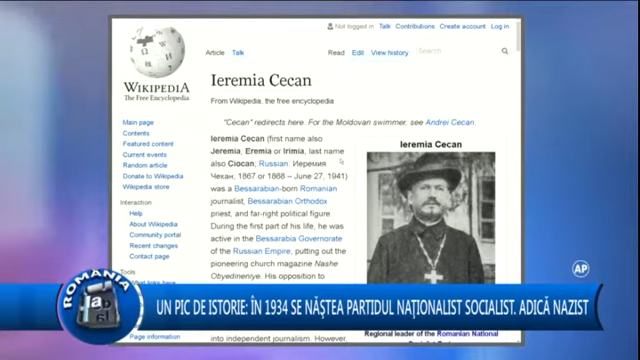 Not logged in Talk Contributions Create account Log in
Article Talk Read Edit View history Search
WIKIPEDIA
The Free Encyclopedia
Main page
Contents
Featured content
Current events
Random article
Donate to Wikipedia
Wikipedia store
Interaction
Help
About Wikipedia
Community portal
Recent changes
Contact page
Tools
What links here
Page information
Ieremia Cecan
From Wikipedia, the free encyclopedia
"Cecan" redirects here. For the Moldovan swimmer, see Andrei Cecan.
Ieremia Cecan (first name also
Jeremia, Eremia or Irimia, last name
also Ciocan; Russian: Иеремия
Чекан; 1867 or 1868 – June 27, 1941)
was a Bessarabian-born Romanian
journalist, Bessarabian Orthodox
priest, and far-right political figure.
During the first part of his life, he was
active in the Bessarabia Governorate
of the Russian Empire, putting out the
pioneering church magazine Nashe
Obyedineniye. His opposition to
into independent journalism. However,
Ieremia Cecan
Regional leader of the Romanian National
AP
ROMANIA
UN PIC DE ISTORIE: ÎN 1934 SE NĂŞTEA PARTIDUL NAŢIONALIST SOCIALIST. ADICĂ NAZIST